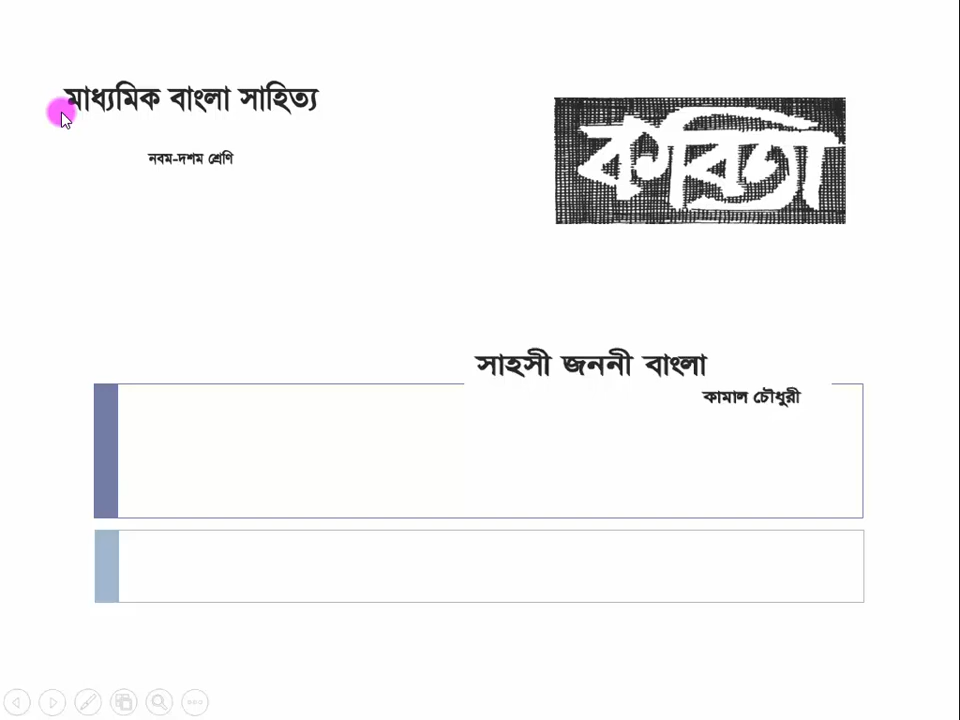 মাধ্যমিক বাংলা সাহিত্য
নবম-দশম শ্রেণি
কবিতা
সাহসী জননী বাংলা
কামাল চৌধুরী